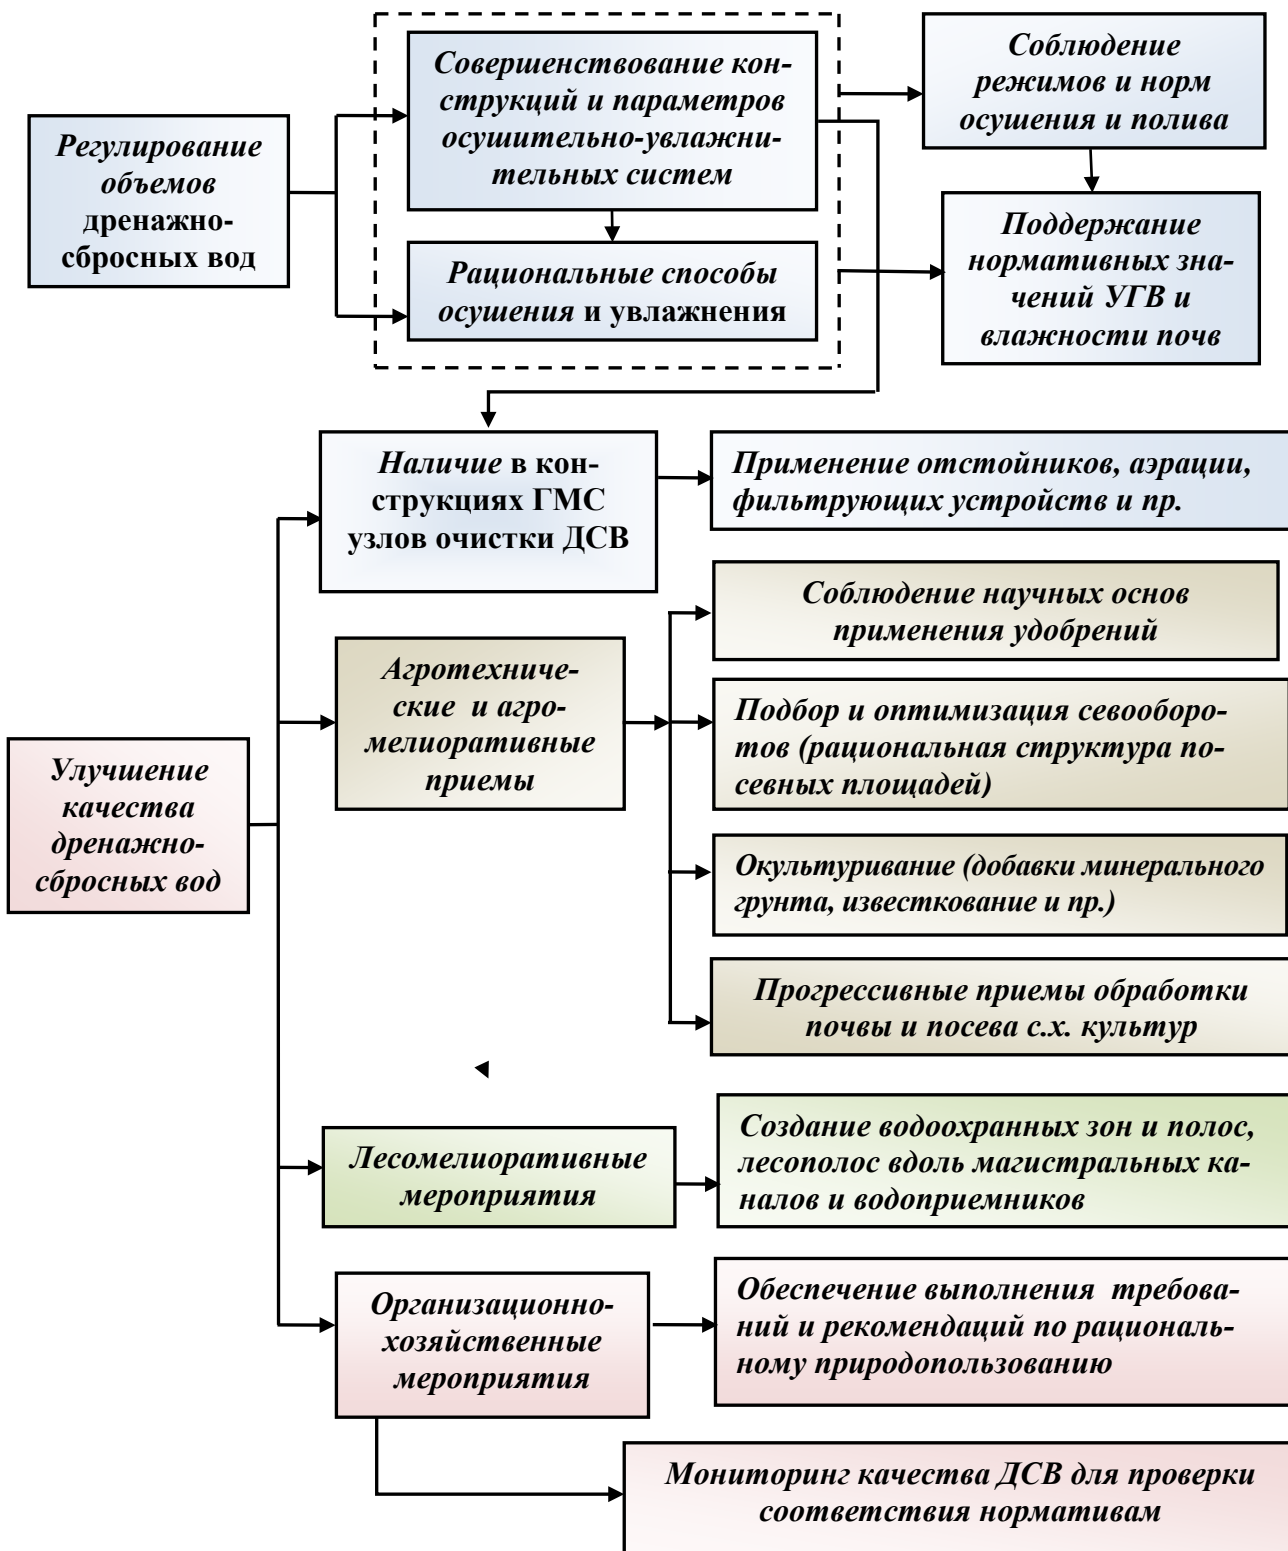 Совершенствование кон-
струкций и параметров
осушительно-увлажни-
тельных систем
Соблюдение
режимов и норм
осушения и полива
Регулирование
объемов
дренажно-
сбросных вод
Рациональные способы
осушения и увлажнения
Поддержание
нормативных зна-
чений УГВ и
влажности почв
Наличие в кон-
струкциях ГМС
узлов очистки ДСВ
Применение отстойников, аэрации,
фильтрующих устройств и пр.
Соблюдение научных основ
применения удобрений
Агротехниче-
ские и агро-
мелиоративные
приемы
Подбор и оптимизация севооборо-
тов (рациональная структура по-
севных площадей)
Улучшение
качества
дренажно-
сбросных вод
Окультуривание (добавки минерального
грунта, известкование и пр.)
Прогрессивные приемы обработки
почвы и посева с.х. культур
Лесомелиоративные
мероприятия
Создание водоохранных зон и полос,
лесополос вдоль магистральных ка-
налов и водоприемников
Организационно-
хозяйственные
мероприятия
Обеспечение выполнения требова-
ний и рекомендаций по рациональ-
ному природопользованию
Мониторинг качества ДСВ для проверки
соответствия нормативам